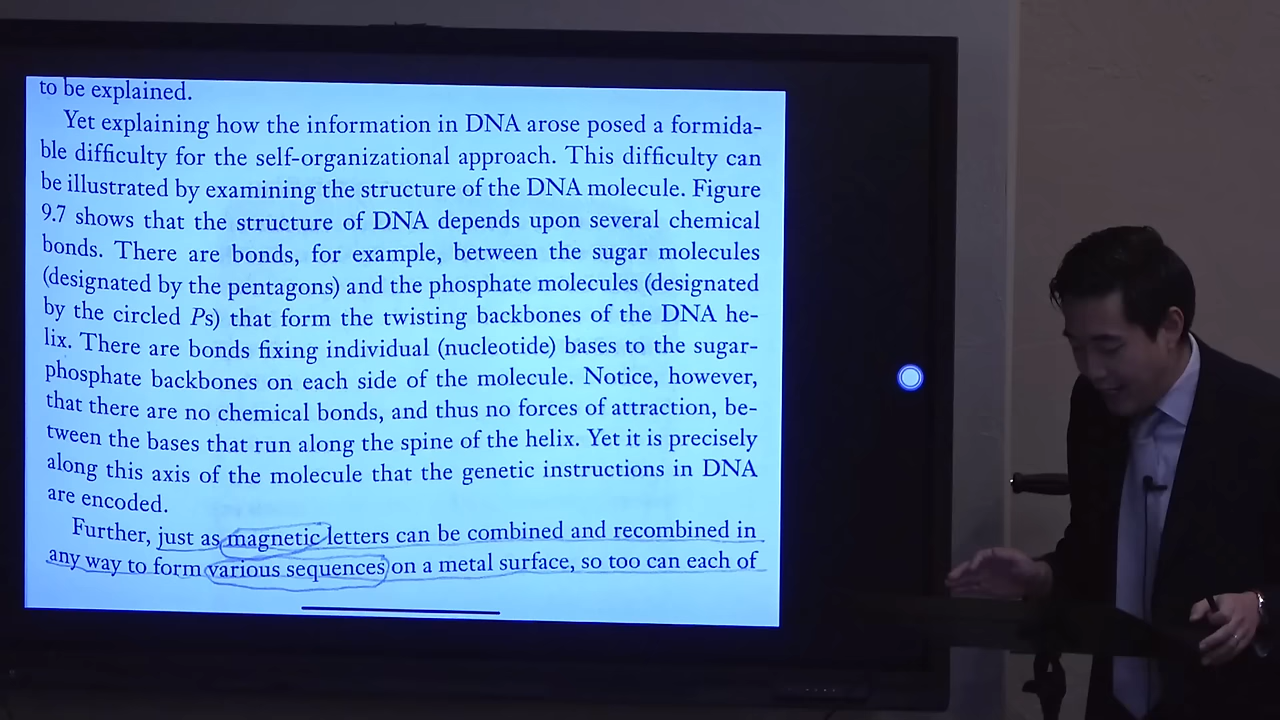 to be explained.
Yet explaining how the information in DNA arose posed a formida-
ble difficulty for the self-organizational approach. This difficulty can
be illustrated by examining the structure of the DNA molecule. Figure
9.7 shows that the structure of DNA depends upon several chemical
bonds. There are bonds, for example, between the sugar molecules
(designated by the pentagons) and the phosphate molecules (designated
by the circled Ps) that form the twisting backbones of the DNA he-
lix. There are bonds fixing individual (nucleotide) bases to the sugar-
phosphate backbones on each side of the molecule. Notice, however,
that there are no chemical bonds, and thus no forces of attraction, be-
tween the bases that run along the spine of the helix. Yet it is precisely
along this axis of the molecule that the genetic instructions in DNA
are encoded.
Further, just as magnetic letters can be combined and recombined in
any way to form various sequences on a metal surface, so too can each of